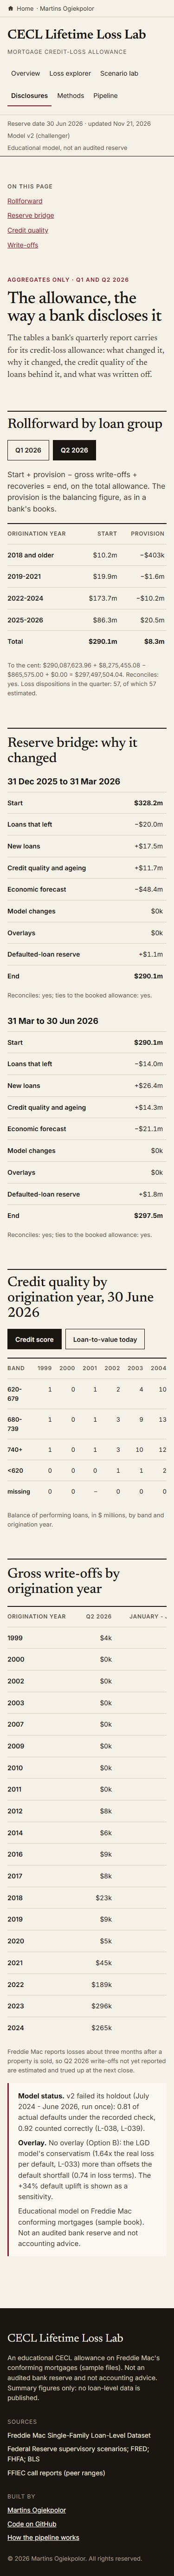 Home · Martins Ogiekpolor
CECL Lifetime Loss Lab
MORTGAGE CREDIT-LOSS ALLOWANCE
Overview Loss explorer Scenario lab
Disclosures Methods Pipeline
Reserve date 30 Jun 2026 · updated Nov 21, 2026
Model v2 (challenger)
Educational model, not an audited reserve
ON THIS PAGE
Rollforward
Reserve bridge
Credit quality
Write-offs
AGGREGATES ONLY · Q1 AND Q2 2026
The allowance, the
way a bank discloses it
The tables a bank's quarterly report carries
for its credit-loss allowance: what changed it,
why it changed, the credit quality of the
loans behind it, and what was written off.
Rollforward by loan group
Q1 2026 Q2 2026
Start + provision − gross write-offs +
recoveries = end, on the total allowance. The
provision is the balancing figure, as in a
bank's books.
ORIGINATION YEAR START PROVISION
2018 and older $10.2m −$403k
2019-2021 $19.9m −$1.6m
2022-2024 $173.7m −$10.2m
2025-2026 $86.3m $20.5m
Total $290.1m $8.3m
To the cent: $290,087,623.96 + $8,275,455.08 −
$865,575.00 + $0.00 = $297,497,504.04. Reconciles:
yes. Loss dispositions in the quarter: 57, of which 57
estimated.
Reserve bridge: why it
changed
31 Dec 2025 to 31 Mar 2026
Start $328.2m
Loans that left −$20.0m
New loans +$17.5m
Credit quality and ageing +$11.7m
Economic forecast −$48.4m
Model changes $0k
Overlays $0k
Defaulted-loan reserve +$1.1m
End $290.1m
Reconciles: yes; ties to the booked allowance: yes.
31 Mar to 30 Jun 2026
Start $290.1m
Loans that left −$14.0m
New loans +$26.4m
Credit quality and ageing +$14.3m
Economic forecast −$21.1m
Model changes $0k
Overlays $0k
Defaulted-loan reserve +$1.8m
End $297.5m
Reconciles: yes; ties to the booked allowance: yes.
Credit quality by
origination year, 30 June
2026
Credit score Loan-to-value today
BAND 1999 2000 2001 2002 2003 2004
620-
679 1 0 1 2 4 10
680-
739 1 0 1 3 9 13
740+ 1 0 1 3 10 12
<620 0 0 0 1 1 2
missing 0 0 – 0 0 0
Balance of performing loans, in $ millions, by band and
origination year.
Gross write-offs by
origination year
ORIGINATION YEAR Q2 2026 JANUARY -
1999 $4k
2000 $0k
2001 $0k
2002 $0k
2003 $0k
2007 $0k
2009 $0k
2010 $0k
2011 $0k
2012 $8k
2014 $6k
2016 $9k
2017 $8k
2018 $23k
2019 $9k
2020 $5k
2021 $45k
2022 $189k
2023 $296k
2024 $265k
Freddie Mac reports losses about three months after a
property is sold, so Q2 2026 write-offs not yet reported
are estimated and trued up at the next close.
Model status. v2 failed its holdout (July
2024 - June 2026, run once): 0.81 of
actual defaults under the recorded check,
0.92 counted correctly (L-038, L-039).
Overlay. No overlay (Option B): the LGD
model's conservatism (1.64x the real loss
per default, L-033) more than offsets the
default shortfall (0.74 in loss terms). The
+34% default uplift is shown as a
sensitivity.
Educational model on Freddie Mac
conforming mortgages (sample book).
Not an audited bank reserve and not
accounting advice.
CECL Lifetime Loss Lab
An educational CECL allowance on Freddie Mac's
conforming mortgages (sample files). Not an
audited bank reserve and not accounting advice.
Summary figures only: no loan-level data is
published.
SOURCES
Freddie Mac Single-Family Loan-Level Dataset
Federal Reserve supervisory scenarios; FRED;
FHFA; BLS
FFIEC call reports (peer ranges)
BUILT BY
Martins Ogiekpolor
Code on GitHub
How the pipeline works
© 2026 Martins Ogiekpolor. All rights reserved.